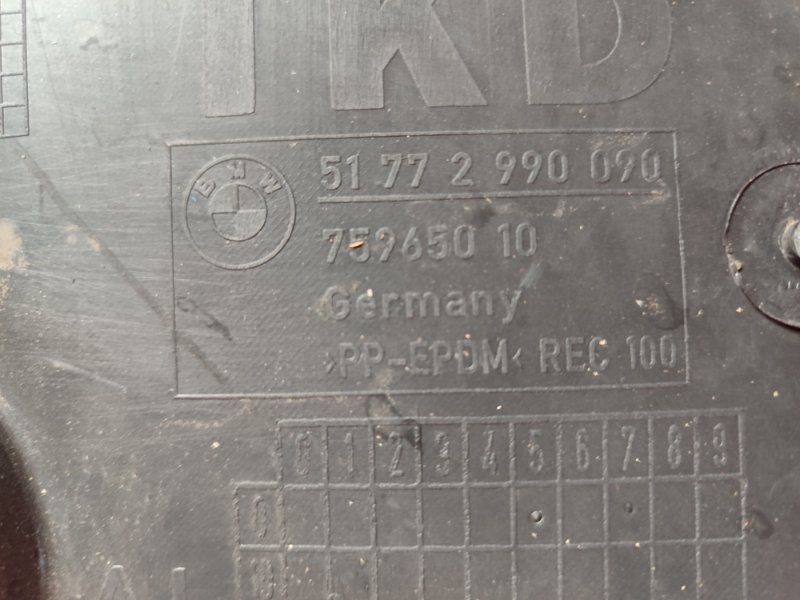 TKD
BMW
51 77 2 990 090
759650 10
Germany
>PP-EPDM< REC 100
0 1 2 3 4 5 6 7 8 9
0